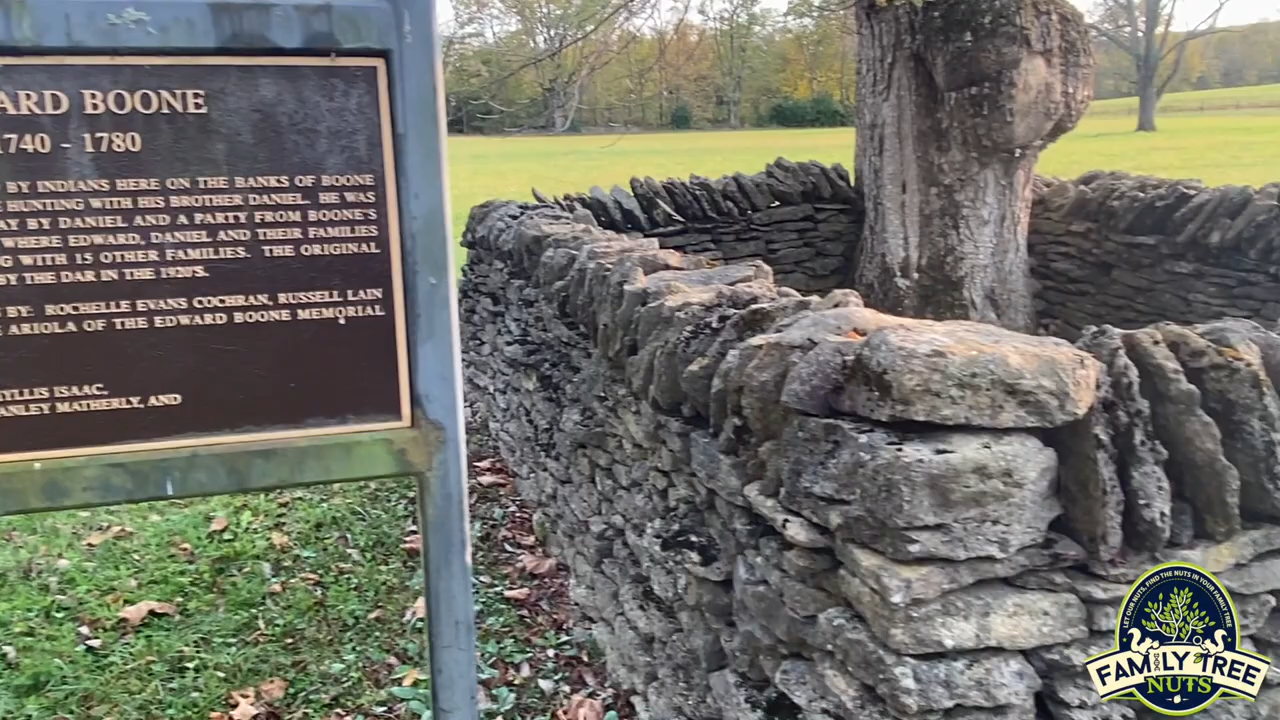 ARD BOONE
1740 - 1780
BY INDIANS HERE ON THE BANKS OF BOONE
HUNTING WITH HIS BROTHER DANIEL. HE WAS
AY BY DANIEL AND A PARTY FROM BOONE'S
WHERE EDWARD, DANIEL AND THEIR FAMILIES
G WITH 15 OTHER FAMILIES. THE ORIGINAL
BY THE DAR IN THE 1920'S.
BY: ROCHELLE EVANS COCHRAN, RUSSELL LAIN
ARIOLA OF THE EDWARD BOONE MEMORIAL
YLLIS ISAAC,
ANLEY MATHERLY, AND
LET OUR NUTS, FIND THE NUTS IN YOUR FAMILY TREE
FAMILY TREE
NUTS